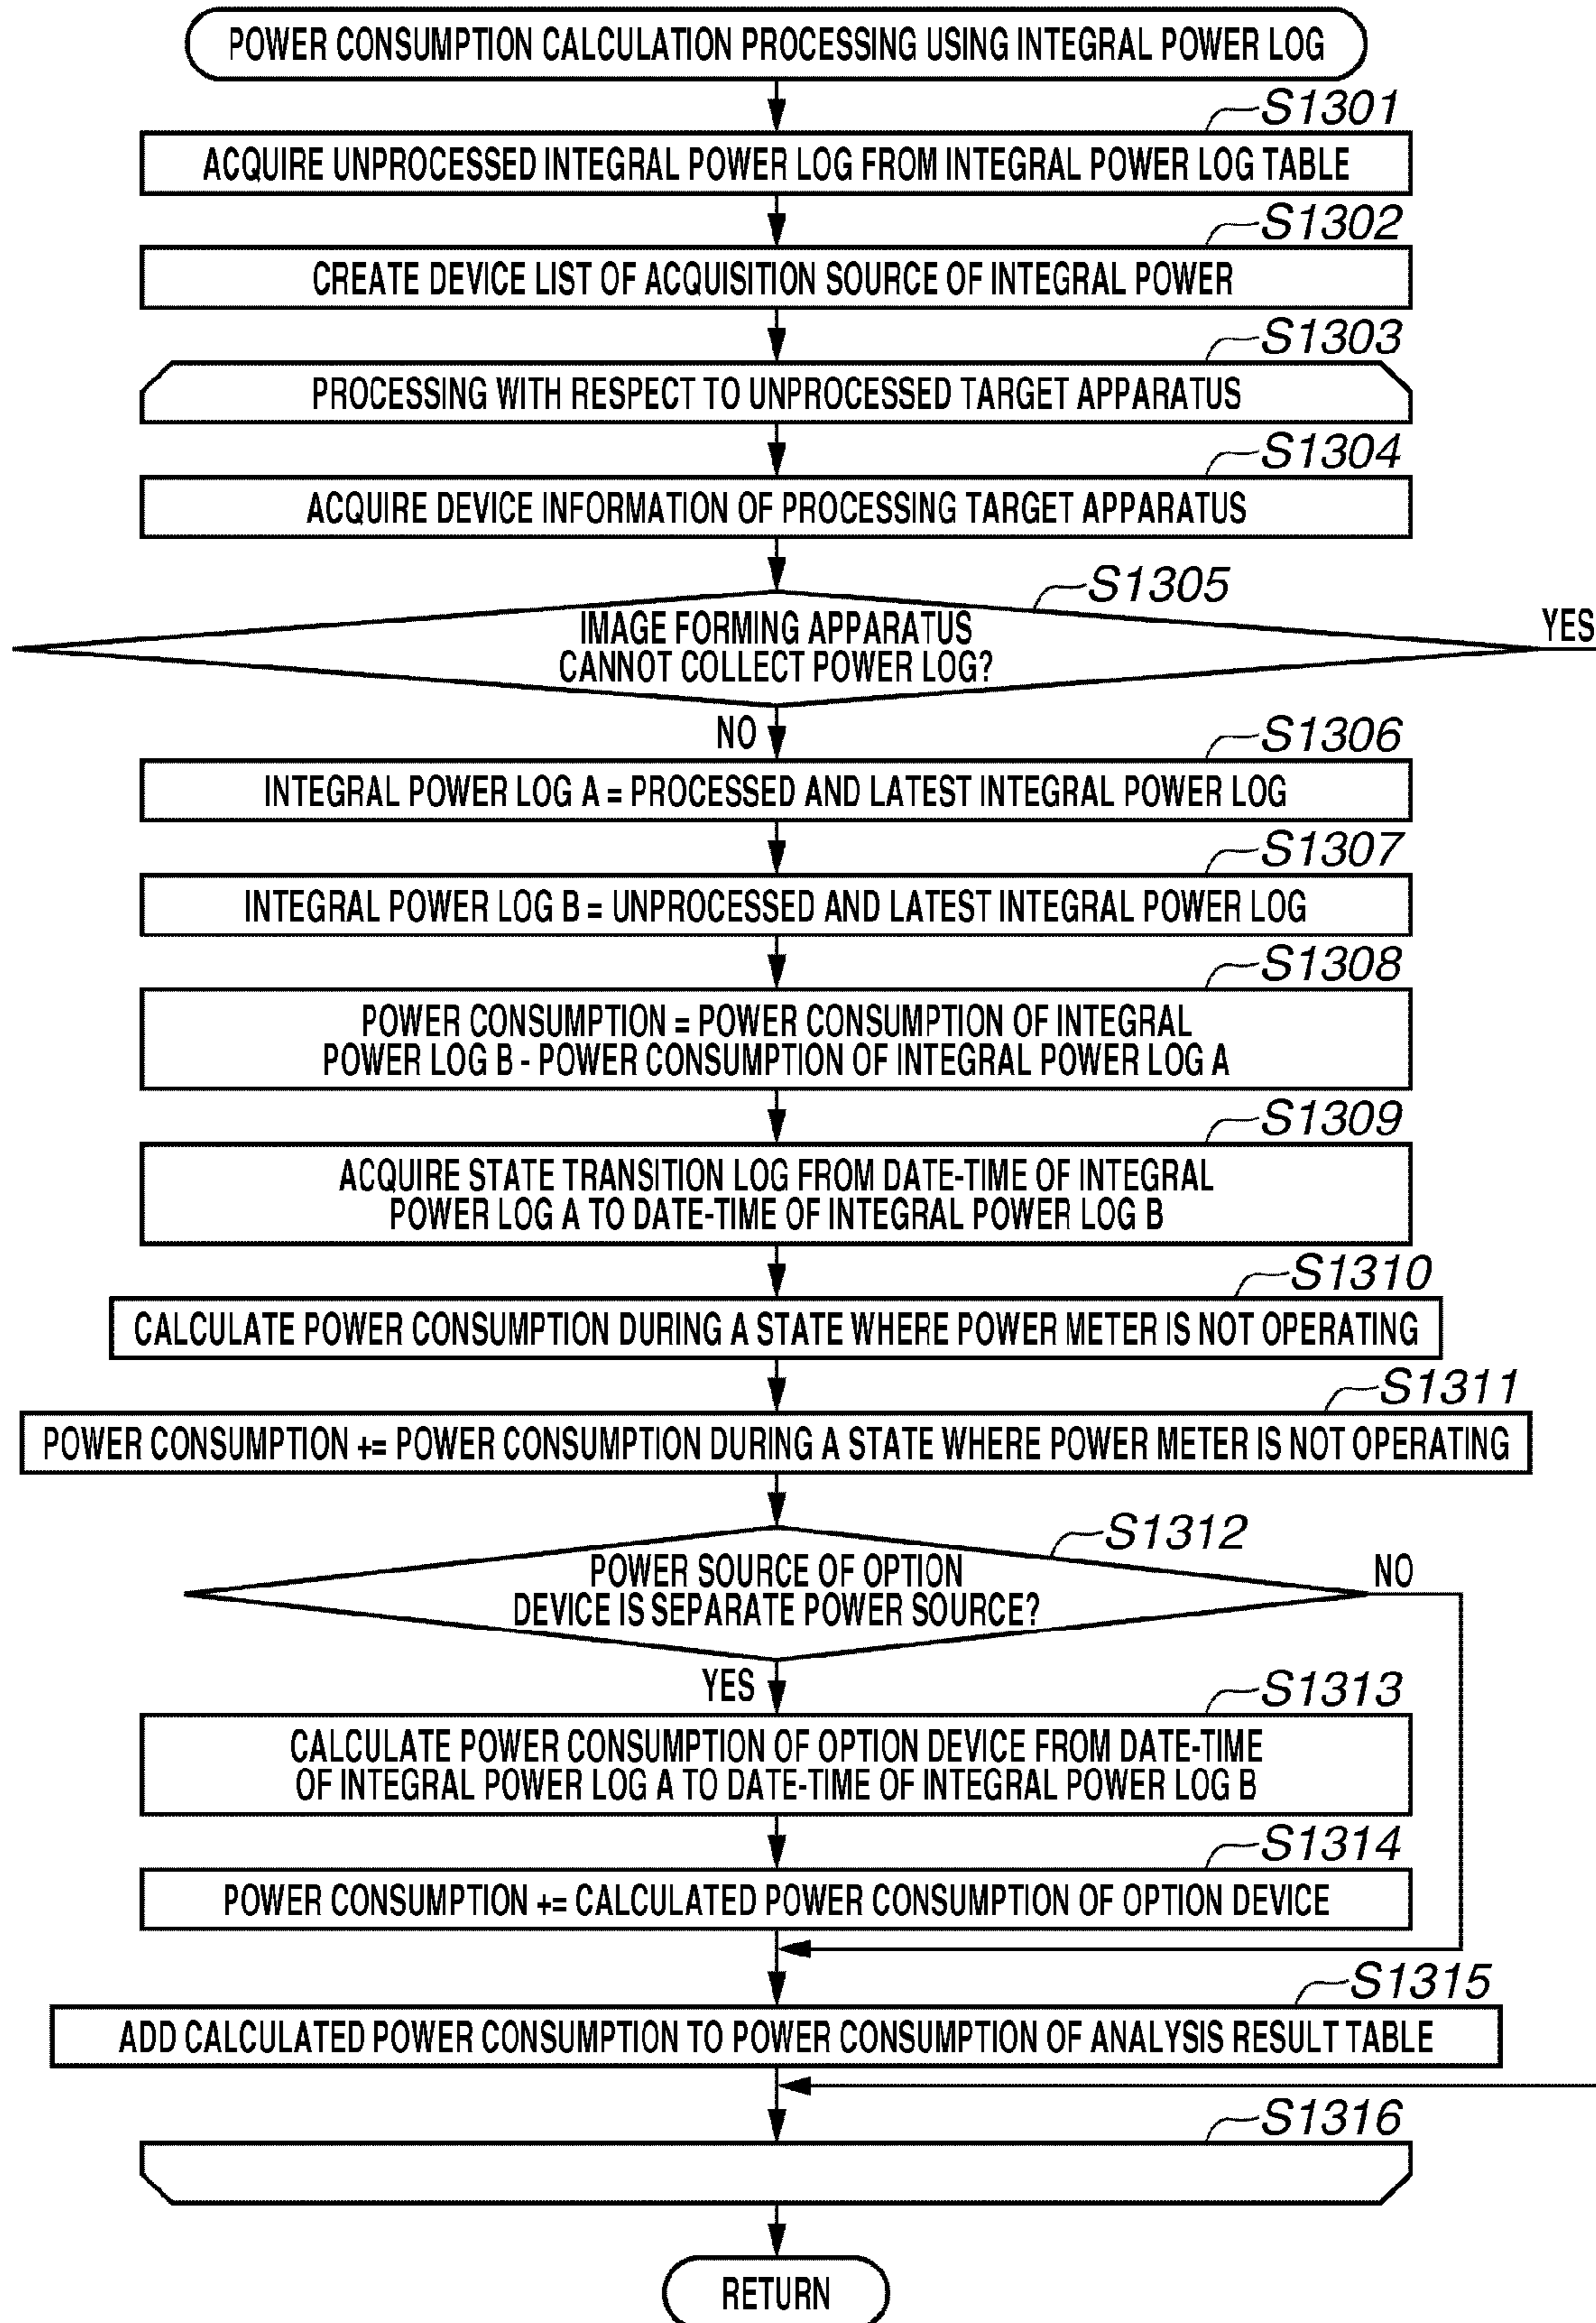 POWER CONSUMPTION CALCULATION PROCESSING USING INTEGRAL POWER LOG
S1301
ACQUIRE UNPROCESSED INTEGRAL POWER LOG FROM INTEGRAL POWER LOG TABLE
S1302
CREATE DEVICE LIST OF ACQUISITION SOURCE OF INTEGRAL POWER
S1303
PROCESSING WITH RESPECT TO UNPROCESSED TARGET APPARATUS
S1304
ACQUIRE DEVICE INFORMATION OF PROCESSING TARGET APPARATUS
S1305
IMAGE FORMING APPARATUS
CANNOT COLLECT POWER LOG?
YES
NO
S1306
INTEGRAL POWER LOG A = PROCESSED AND LATEST INTEGRAL POWER LOG
S1307
INTEGRAL POWER LOG B = UNPROCESSED AND LATEST INTEGRAL POWER LOG
S1308
POWER CONSUMPTION = POWER CONSUMPTION OF INTEGRAL
POWER LOG B - POWER CONSUMPTION OF INTEGRAL POWER LOG A
S1309
ACQUIRE STATE TRANSITION LOG FROM DATE-TIME OF INTEGRAL
POWER LOG A TO DATE-TIME OF INTEGRAL POWER LOG B
S1310
CALCULATE POWER CONSUMPTION DURING A STATE WHERE POWER METER IS NOT OPERATING
S1311
POWER CONSUMPTION += POWER CONSUMPTION DURING A STATE WHERE POWER METER IS NOT OPERATING
S1312
POWER SOURCE OF OPTION
DEVICE IS SEPARATE POWER SOURCE?
NO
YES
S1313
CALCULATE POWER CONSUMPTION OF OPTION DEVICE FROM DATE-TIME
OF INTEGRAL POWER LOG A TO DATE-TIME OF INTEGRAL POWER LOG B
S1314
POWER CONSUMPTION += CALCULATED POWER CONSUMPTION OF OPTION DEVICE
S1315
ADD CALCULATED POWER CONSUMPTION TO POWER CONSUMPTION OF ANALYSIS RESULT TABLE
S1316
RETURN